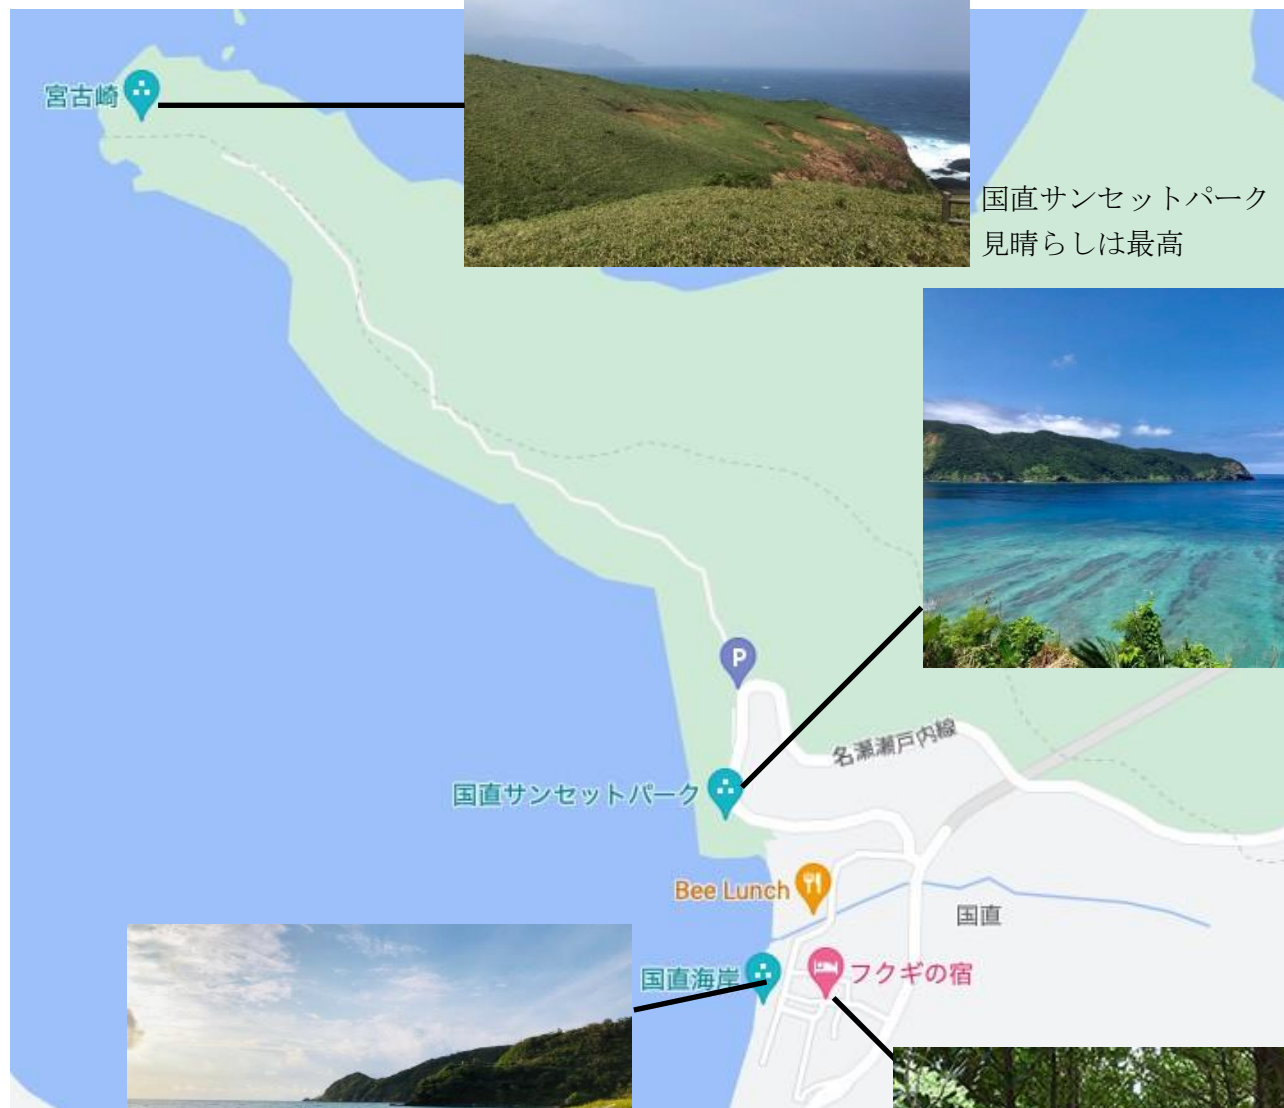 宮古崎
国直サンセットパーク
見晴らしは最高
P
名瀬瀬戸内線
国直サンセットパーク
Bee Lunch
国直
国直海岸
フクギの宿